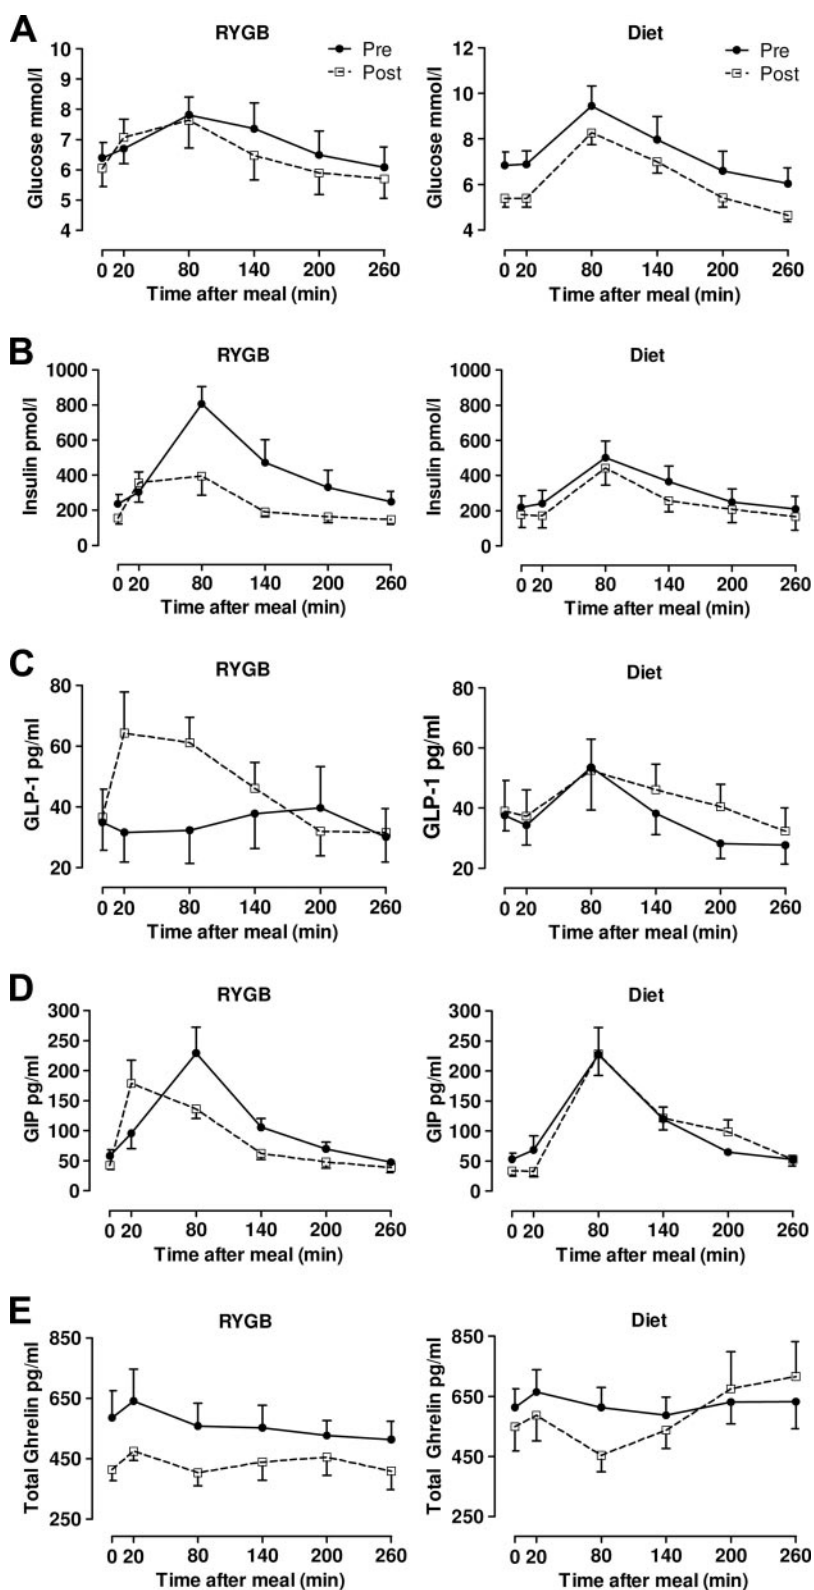 A
RYGB
Pre
Post
Glucose mmol/l
10
9
8
7
6
5
4
0 20 80 140 200 260
Time after meal (min)
Diet
Pre
Post
Glucose mmol/l
12
10
8
6
4
0 20 80 140 200 260
Time after meal (min)
B
RYGB
Insulin pmol/l
1000
800
600
400
200
0
0 20 80 140 200 260
Time after meal (min)
Diet
Insulin pmol/l
1000
800
600
400
200
0
0 20 80 140 200 260
Time after meal (min)
C
RYGB
GLP-1 pg/ml
80
60
40
20
0 20 80 140 200 260
Time after meal (min)
Diet
GLP-1 pg/ml
80
60
40
20
0 20 80 140 200 260
Time after meal (min)
D
RYGB
GIP pg/ml
300
250
200
150
100
50
0
0 20 80 140 200 260
Time after meal (min)
Diet
GIP pg/ml
300
250
200
150
100
50
0
0 20 80 140 200 260
Time after meal (min)
E
RYGB
Total Ghrelin pg/ml
850
650
450
250
0 20 80 140 200 260
Time after meal (min)
Diet
Total Ghrelin pg/ml
850
650
450
250
0 20 80 140 200 260
Time after meal (min)